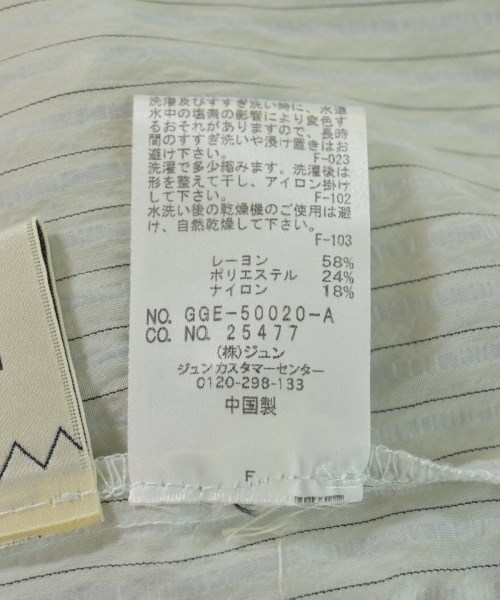 洗濯及びすすぎ洗い時に、水道
水中の塩素の影響により変色す
るおそれがありますので、長時
間のすすぎ洗いや浸け置きはお
避け下さい。 F-023
洗濯で多少縮みます。洗濯後は
形を整えて干し、アイロン掛け
して下さい。 F-102
水洗い後の乾燥機のご使用は避
け、自然乾燥して下さい。
F-103
レーヨン 58%
ポリエステル 24%
ナイロン 18%
NO. GGE-50020-A
CO. NO. 25477
(株)ジュン
ジュンカスタマーセンター
0120-298-133
中国製
F